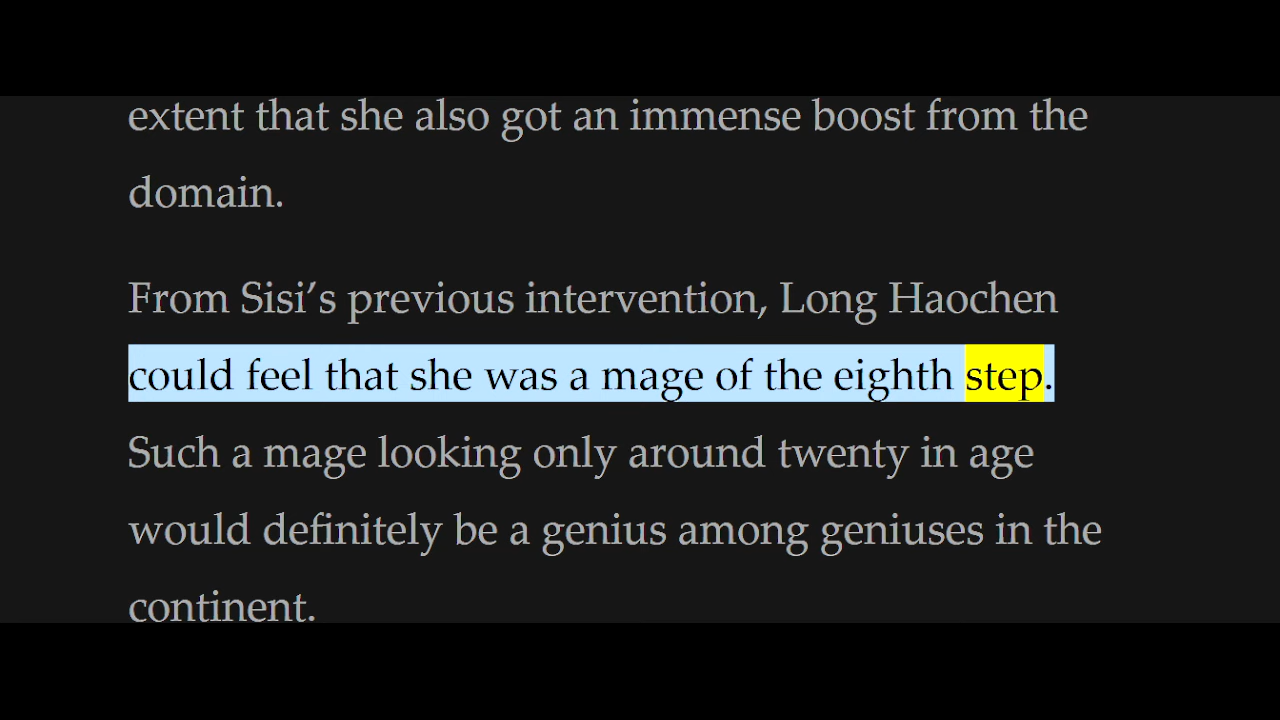 extent that she also got an immense boost from the
domain.
From Sisi’s previous intervention, Long Haochen
could feel that she was a mage of the eighth step.
Such a mage looking only around twenty in age
would definitely be a genius among geniuses in the
continent.